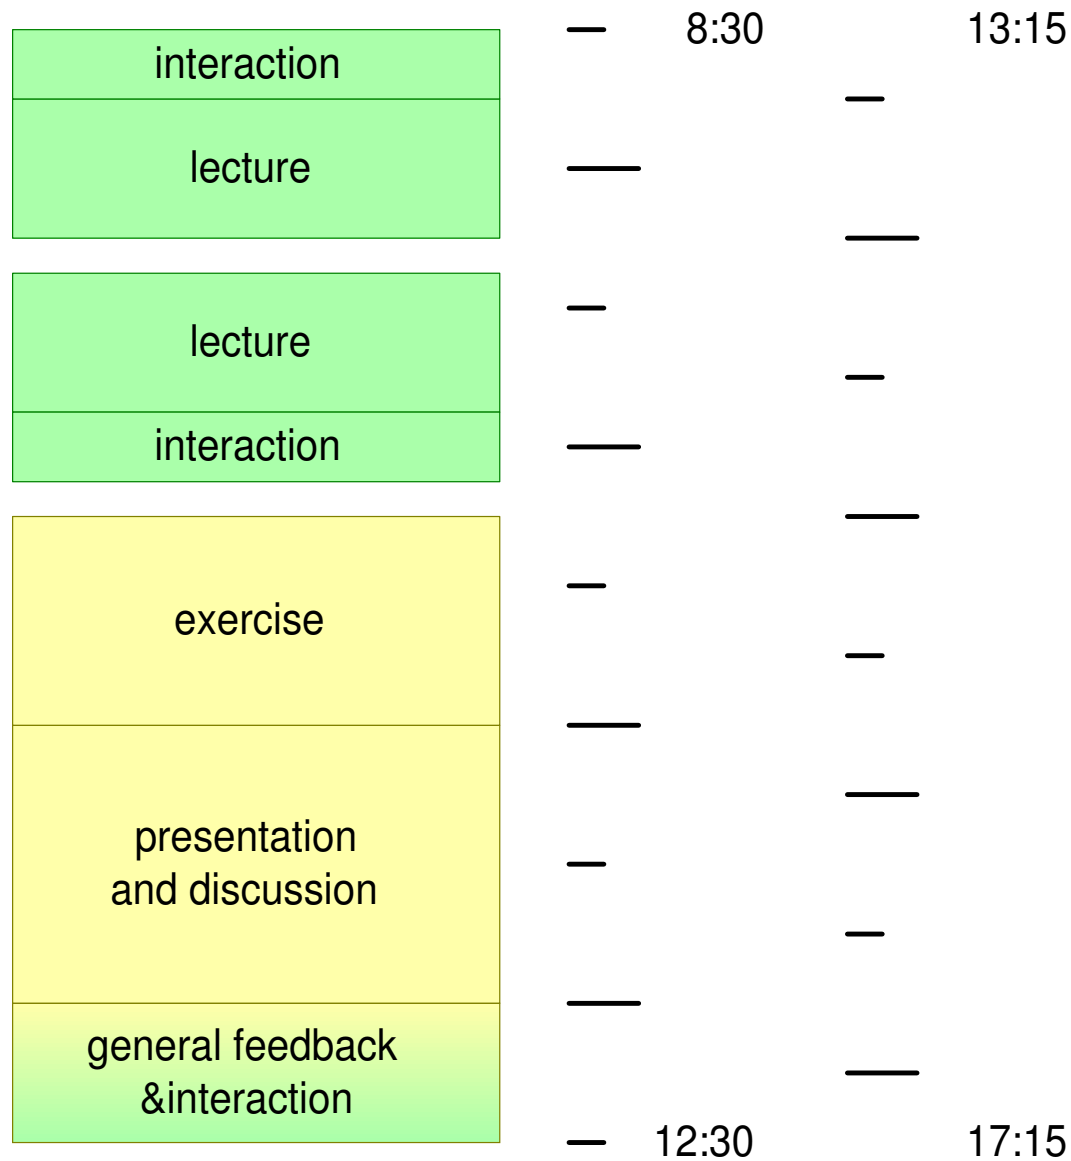 8:30
13:15
interaction
lecture
lecture
interaction
exercise
presentation
and discussion
general feedback
&interaction
12:30
17:15